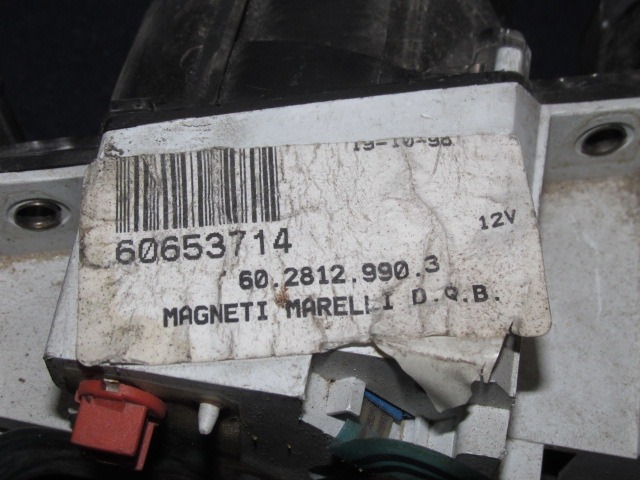 19-10-98
60653714
12V
60.2812.990.3
MAGNETI MARELLI D.Q.B.